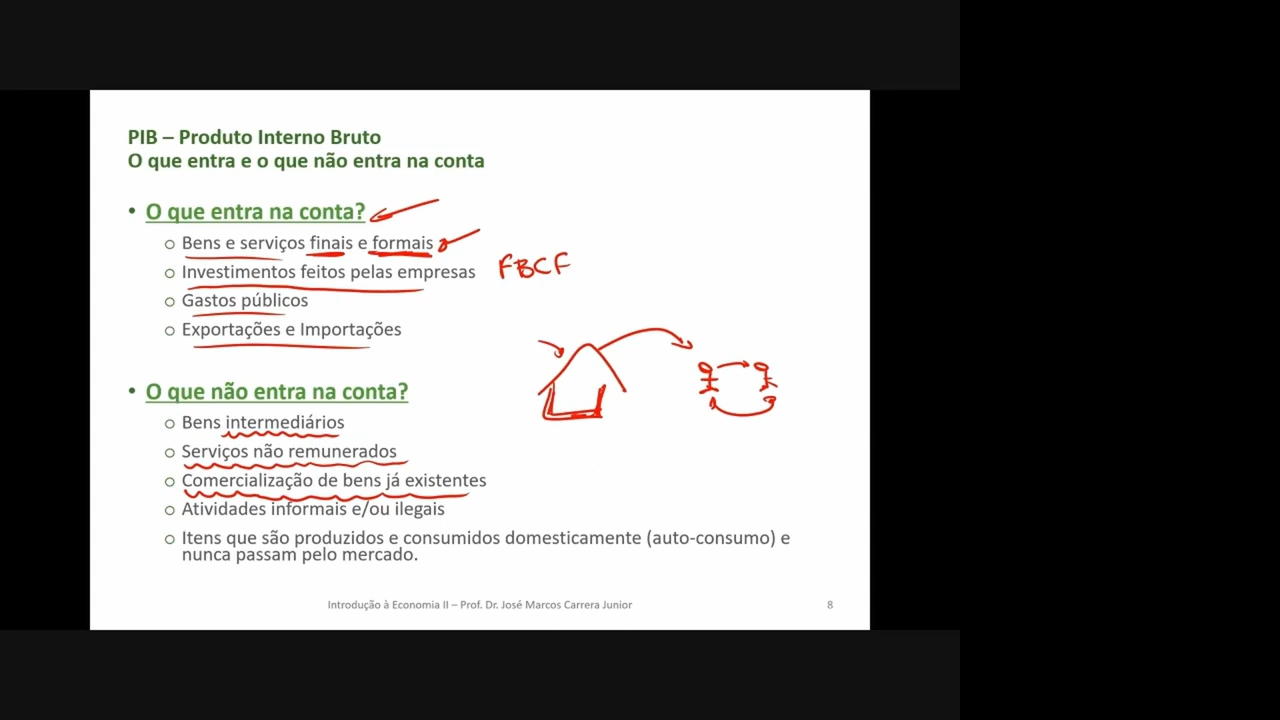 PIB – Produto Interno Bruto
O que entra e o que não entra na conta
• O que entra na conta?
o Bens e serviços finais e formais
o Investimentos feitos pelas empresas FBCF
o Gastos públicos
o Exportações e Importações
• O que não entra na conta?
o Bens intermediários
o Serviços não remunerados
o Comercialização de bens já existentes
o Atividades informais e/ou ilegais
o Itens que são produzidos e consumidos domesticamente (auto-consumo) e
nunca passam pelo mercado.
Introdução à Economia II – Prof. Dr. José Marcos Carrera Junior 8